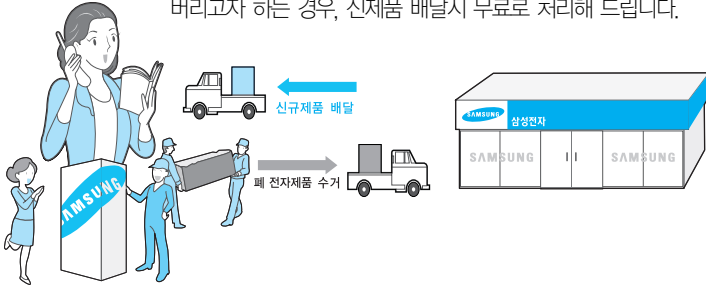 버리고자 하는 경우, 신제품 배달시 무료로 처리해 드립니다.
신규제품 배달
SAMSUNG 삼성전자
SAMSUNG SAMSUNG
폐 전자제품 수거
SAMSUNG